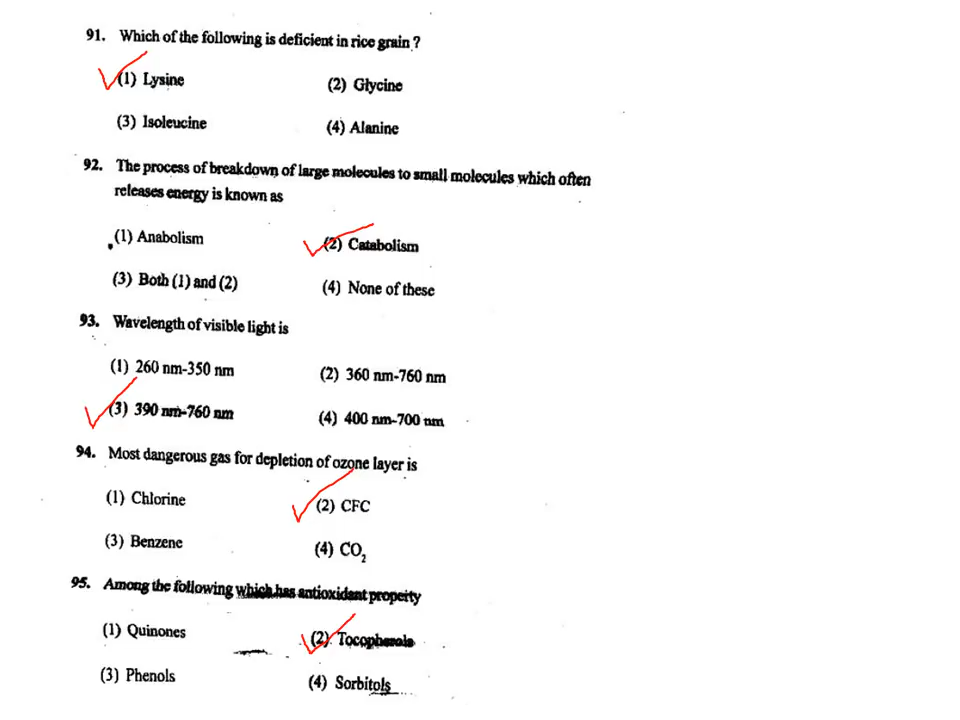 91. Which of the following is deficient in rice grain ?
(1) Lysine (2) Glycine
(3) Isoleucine (4) Alanine
92. The process of breakdown of large molecules to small molecules which often
releases energy is known as
(1) Anabolism (2) Catabolism
(3) Both (1) and (2) (4) None of these
93. Wavelength of visible light is
(1) 260 nm-350 nm (2) 360 nm-760 nm
(3) 390 nm-760 nm (4) 400 nm-700 nm
94. Most dangerous gas for depletion of ozone layer is
(1) Chlorine (2) CFC
(3) Benzene (4) CO₂
95. Among the following which has antioxidant property
(1) Quinones (2) Tocopherols
(3) Phenols (4) Sorbitols